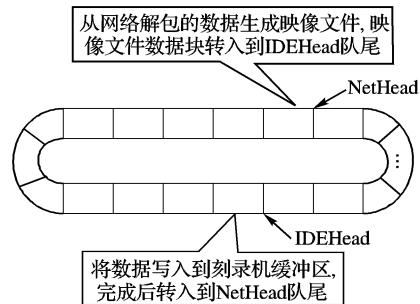 从网络解包的数据生成映像文件, 映
像文件数据块转入到IDEHead队尾
NetHead
...
IDEHead
将数据写入到刻录机缓冲区,
完成后转入到NetHead队尾